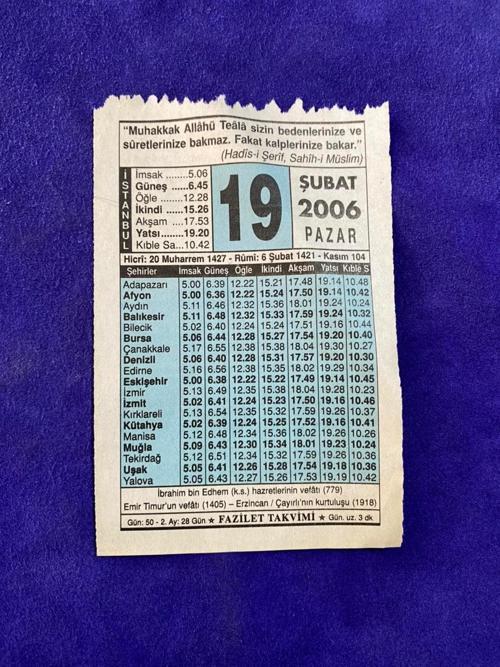 "Muhakkak Allâhü Teâlâ sizin bedenlerinize ve
sûretlerinize bakmaz. Fakat kalplerinize bakar."
(Hadîs-i Şerîf, Sahîh-i Müslim)
İSTANBUL
İmsak ........5.06
Güneş ......6.45
Öğle .......12.28
İkindi ......15.26
Akşam ....17.53
Yatsı........19.20
Kıble Sa...10.42
19
ŞUBAT
2006
PAZAR
Hicrî: 20 Muharrem 1427 - Rûmî: 6 Şubat 1421 - Kasım 104
Şehirler İmsak Güneş Öğle İkindi Akşam Yatsı Kıble S
Adapazarı 5.00 6.39 12.22 15.21 17.48 19.14 10.48
Afyon 5.00 6.36 12.22 15.24 17.50 19.14 10.42
Aydın 5.11 6.46 12.32 15.36 18.01 19.24 10.24
Balıkesir 5.11 6.48 12.32 15.33 17.59 19.24 10.32
Bilecik 5.02 6.40 12.24 15.24 17.51 19.16 10.44
Bursa 5.06 6.44 12.28 15.27 17.54 19.20 10.40
Çanakkale 5.17 6.55 12.38 15.38 18.04 19.30 10.27
Denizli 5.06 6.40 12.28 15.31 17.57 19.20 10.30
Edirne 5.16 6.56 12.38 15.35 18.02 19.29 10.34
Eskişehir 5.00 6.38 12.22 15.22 17.49 19.14 10.45
İzmir 5.13 6.49 12.35 15.38 18.04 19.28 10.23
İzmit 5.02 6.41 12.24 15.23 17.50 19.16 10.46
Kırklareli 5.13 6.54 12.35 15.32 17.59 19.26 10.37
Kütahya 5.02 6.39 12.24 15.25 17.52 19.16 10.41
Manisa 5.12 6.48 12.34 15.36 18.02 19.26 10.26
Muğla 5.09 6.43 12.30 15.34 18.01 19.23 10.24
Tekirdağ 5.12 6.51 12.34 15.32 17.59 19.26 10.36
Uşak 5.05 6.41 12.26 15.28 17.54 19.18 10.36
Yalova 5.05 6.43 12.27 15.26 17.53 19.19 10.42
İbrahim bin Edhem (k.s.) hazretlerinin vefâtı (779)
Emir Timur'un vefâtı (1405) – Erzincan / Çayırlı'nın kurtuluşu (1918)
Gün: 50 - 2. Ay: 28 Gün ★ FAZİLET TAKVİMİ ★ Gün. uz. 3 dk